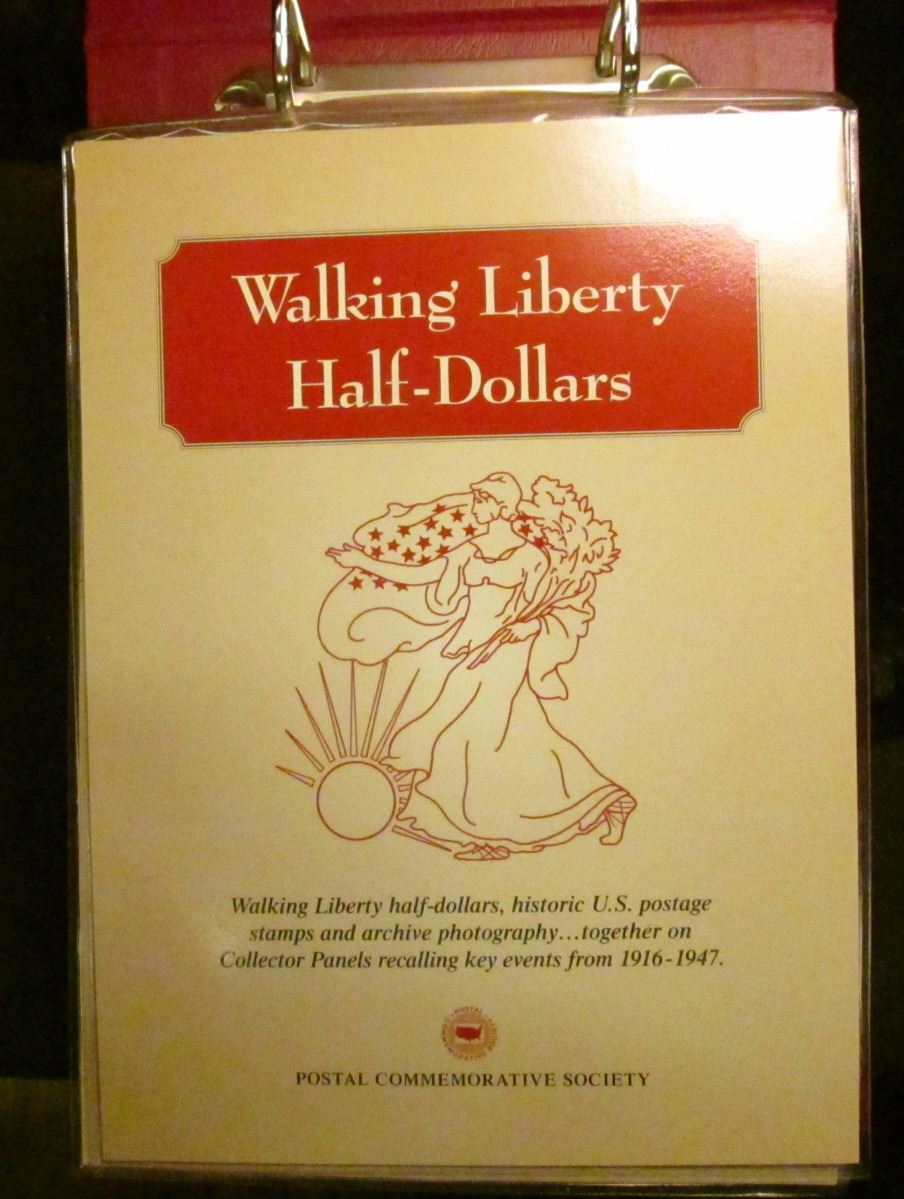 Walking Liberty
Half-Dollars
Walking Liberty half-dollars, historic U.S. postage
stamps and archive photography...together on
Collector Panels recalling key events from 1916-1947.
POSTAL COMMEMORATIVE SOCIETY